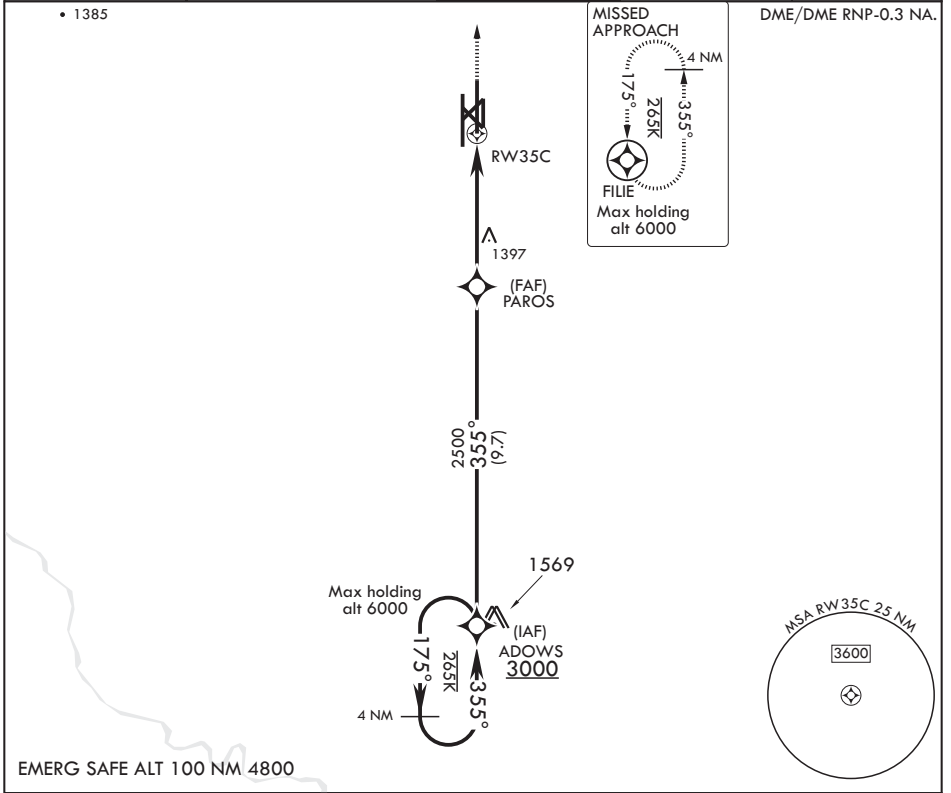 • 1385
MISSED
APPROACH
DME/DME RNP-0.3 NA.
4 NM
175°
265K
355°
FILIE
Max holding
alt 6000
RW35C
1397
(FAF)
PAROS
2500
355°
(9.7)
1569
Max holding
alt 6000
(IAF)
ADOWS
3000
175°
265K
355°
4 NM
MSA RW35C 25 NM
3600
EMERG SAFE ALT 100 NM 4800